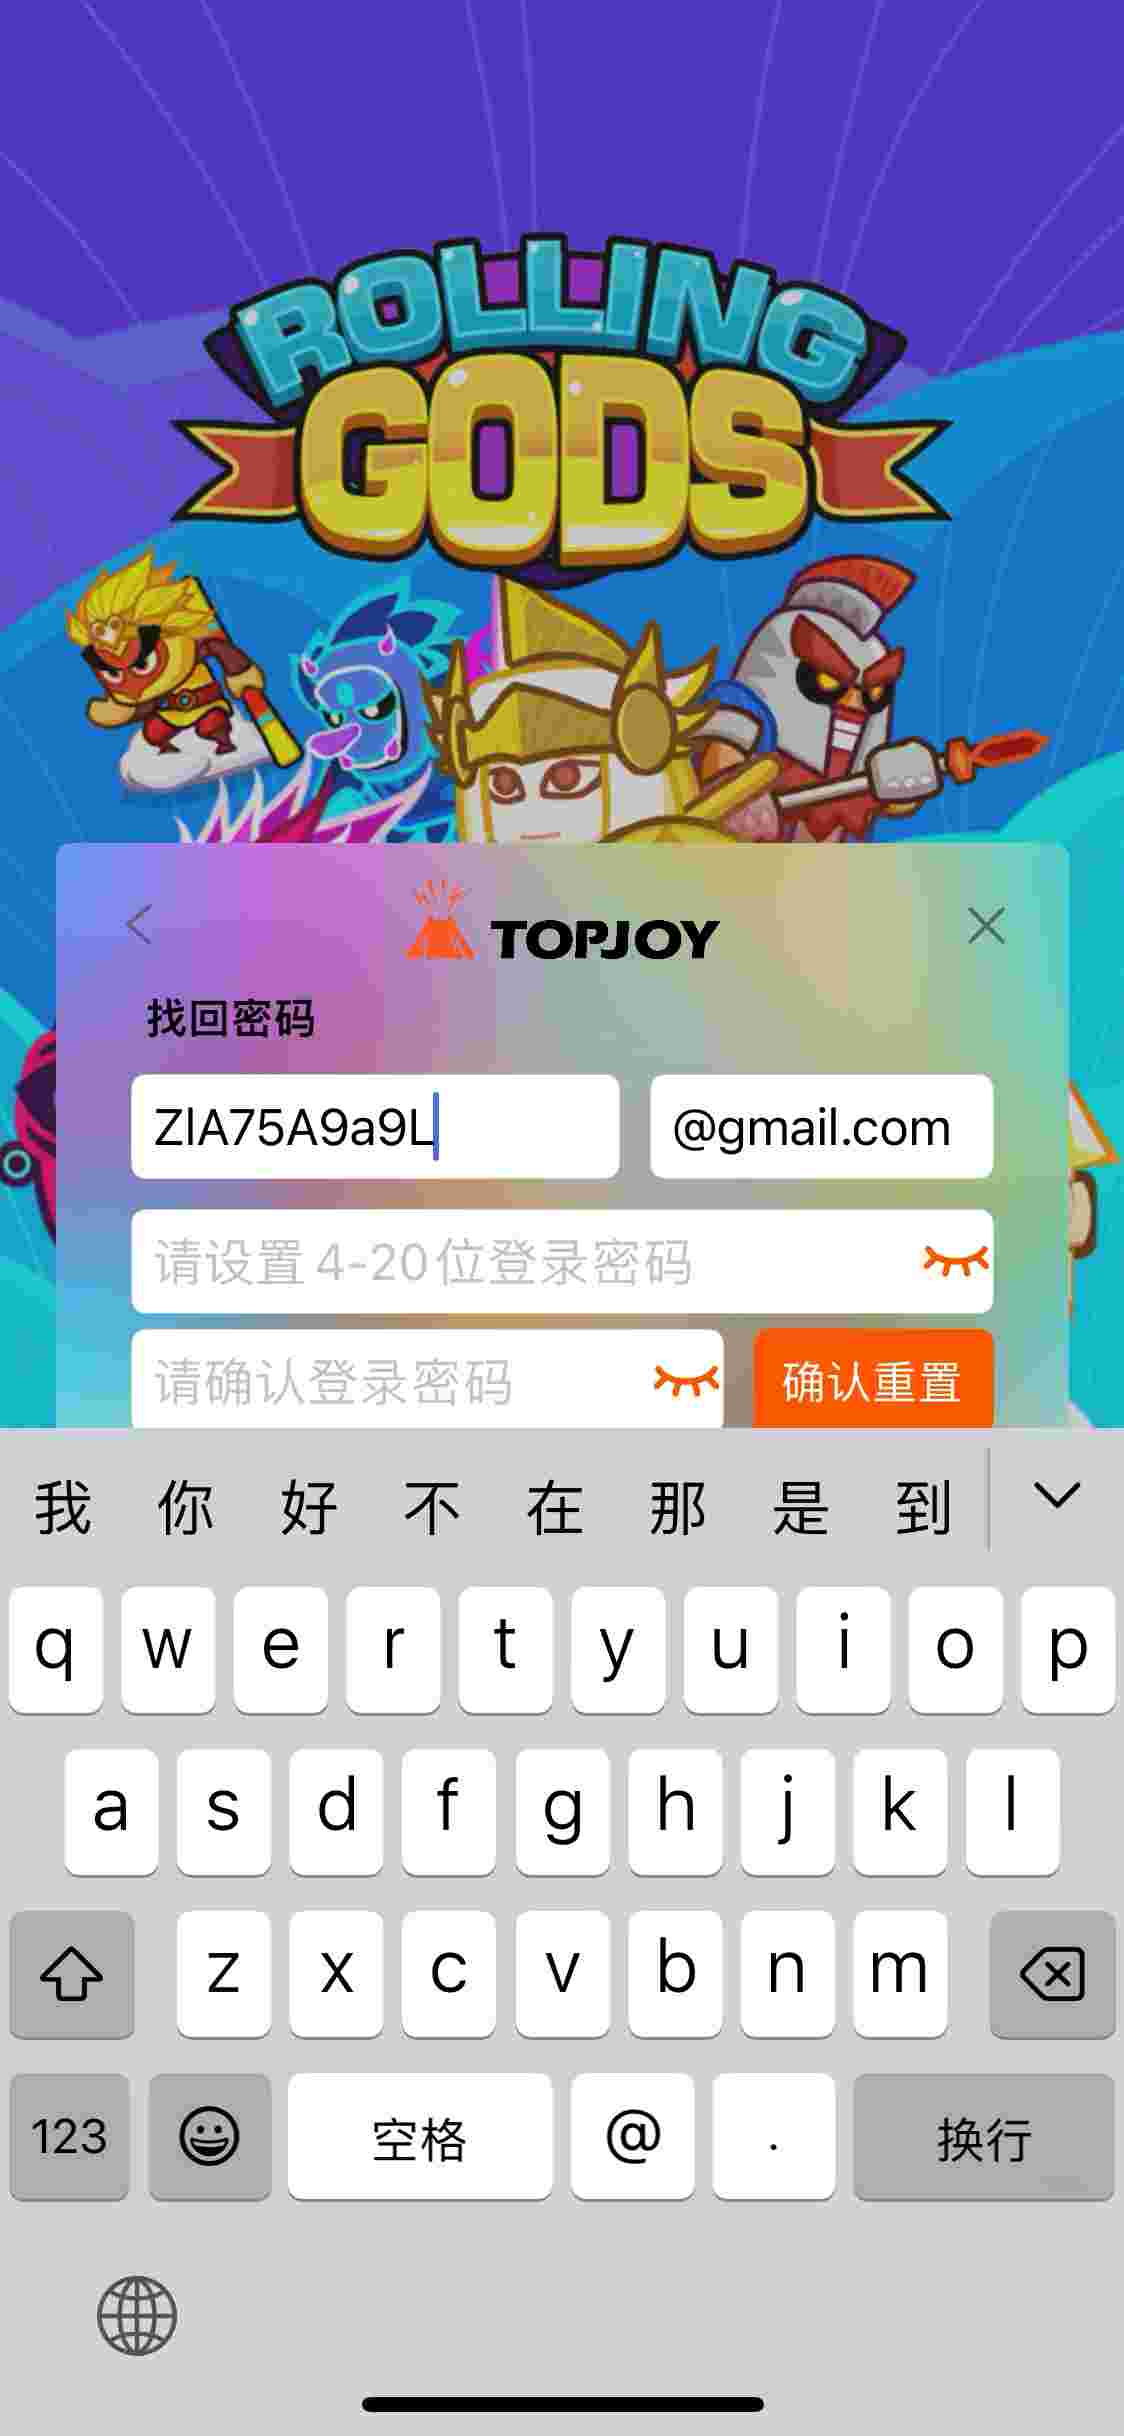 ROLLING
GODS
TOPJOY
找回密码
ZlA75A9a9L @gmail.com
请设置4-20位登录密码
请确认登录密码 确认重置
我 你 好 不 在 那 是 到
q w e r t y u i o p
a s d f g h j k l
z x c v b n m
123 空格 @ . 换行